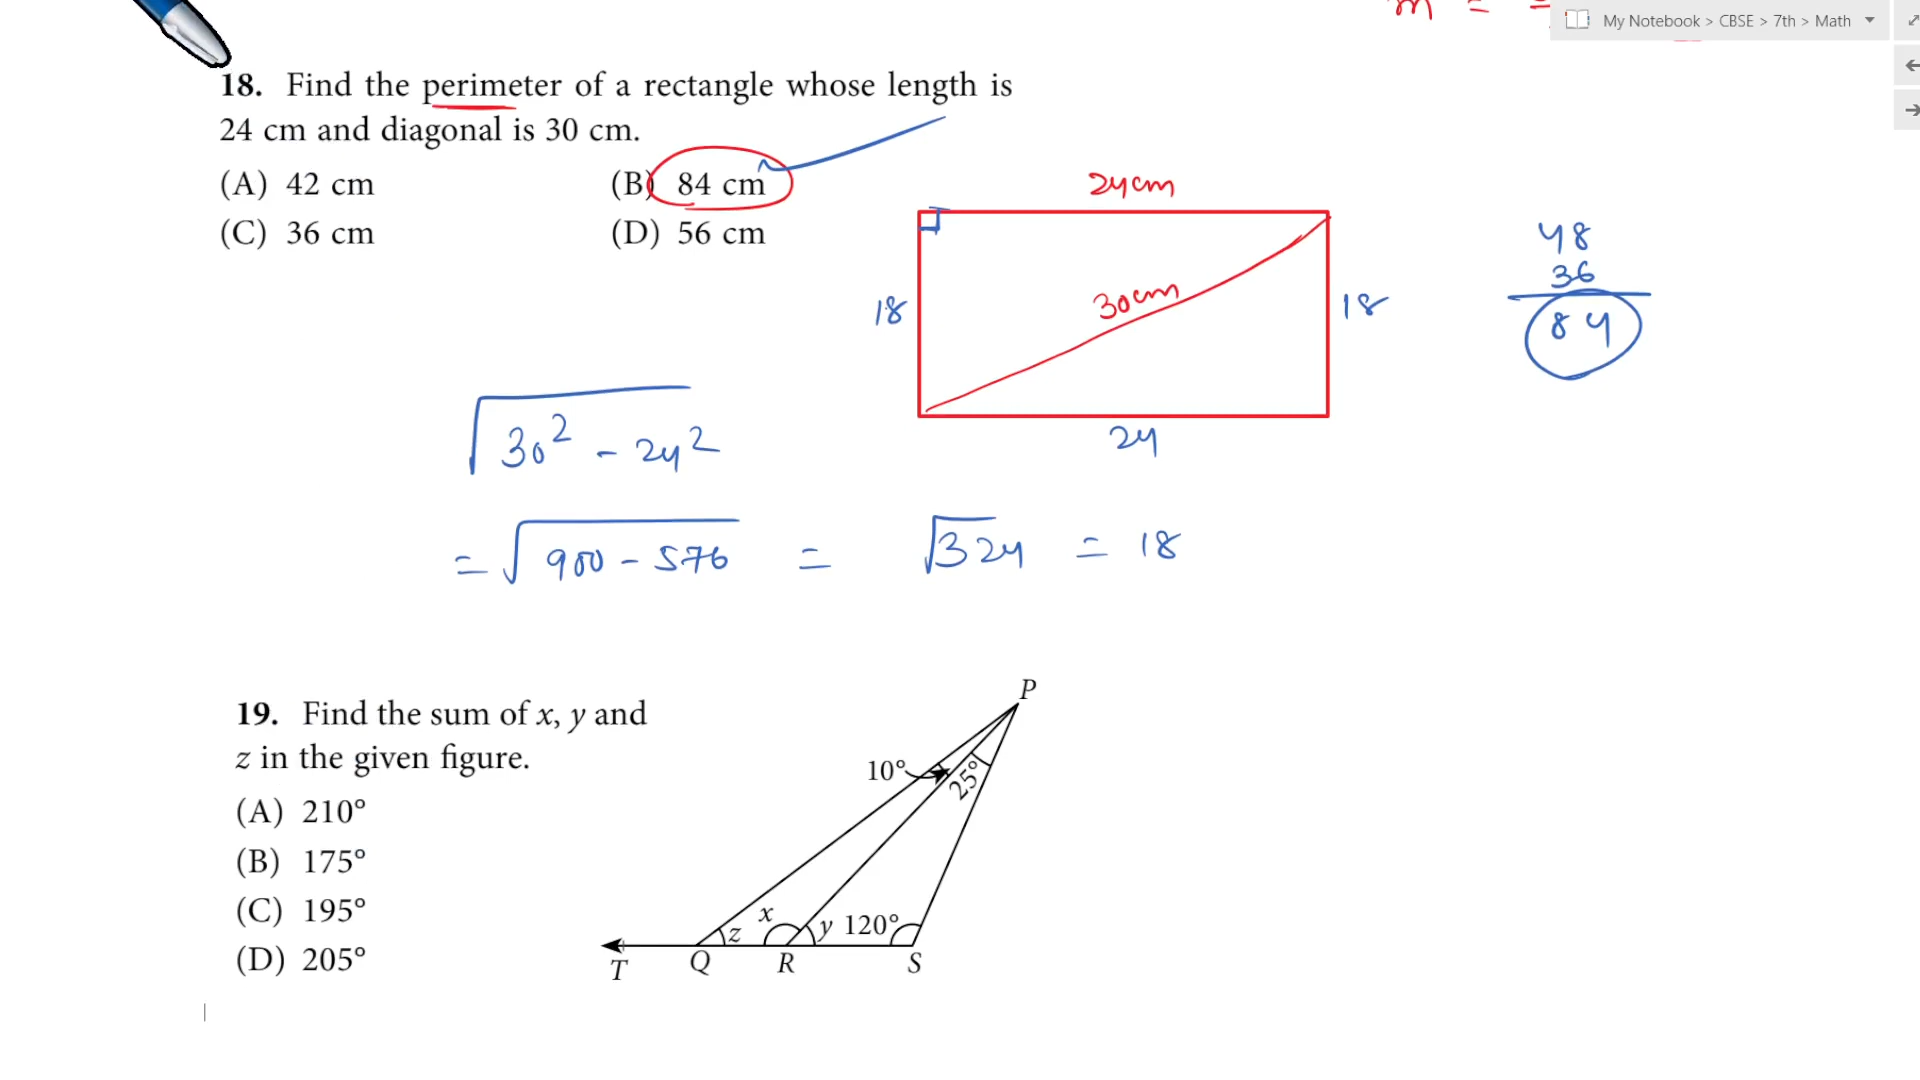 m = =
My Notebook > CBSE > 7th > Math
18. Find the perimeter of a rectangle whose length is
24 cm and diagonal is 30 cm.
(A) 42 cm (B) 84 cm
(C) 36 cm (D) 56 cm
24cm
30cm
18
18
24
48
36
84
√30² - 24²
= √900 - 576 = √324 = 18
19. Find the sum of x, y and
z in the given figure.
(A) 210°
(B) 175°
(C) 195°
(D) 205°
P
10°
25°
x
z
y 120°
T Q R S